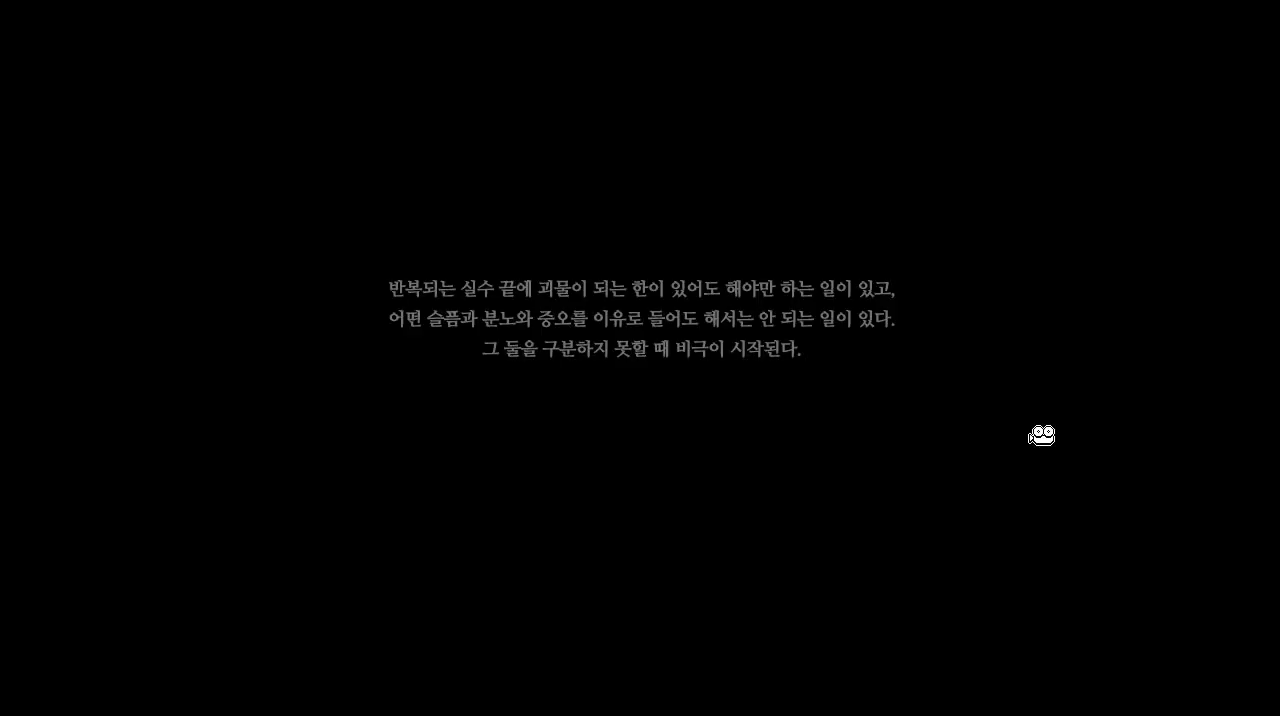 반복되는 실수 끝에 괴물이 되는 한이 있어도 해야만 하는 일이 있고,
어떤 슬픔과 분노와 증오를 이유로 들어도 해서는 안 되는 일이 있다.
그 둘을 구분하지 못할 때 비극이 시작된다.